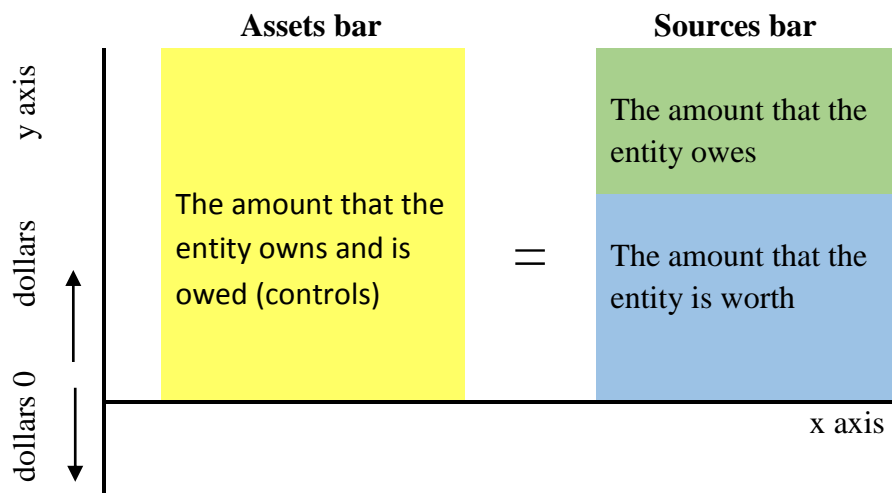 Assets bar
Sources bar
y axis
dollars
dollars 0
The amount that the
entity owns and is
owed (controls)
=
The amount that the
entity owes
The amount that the
entity is worth
x axis